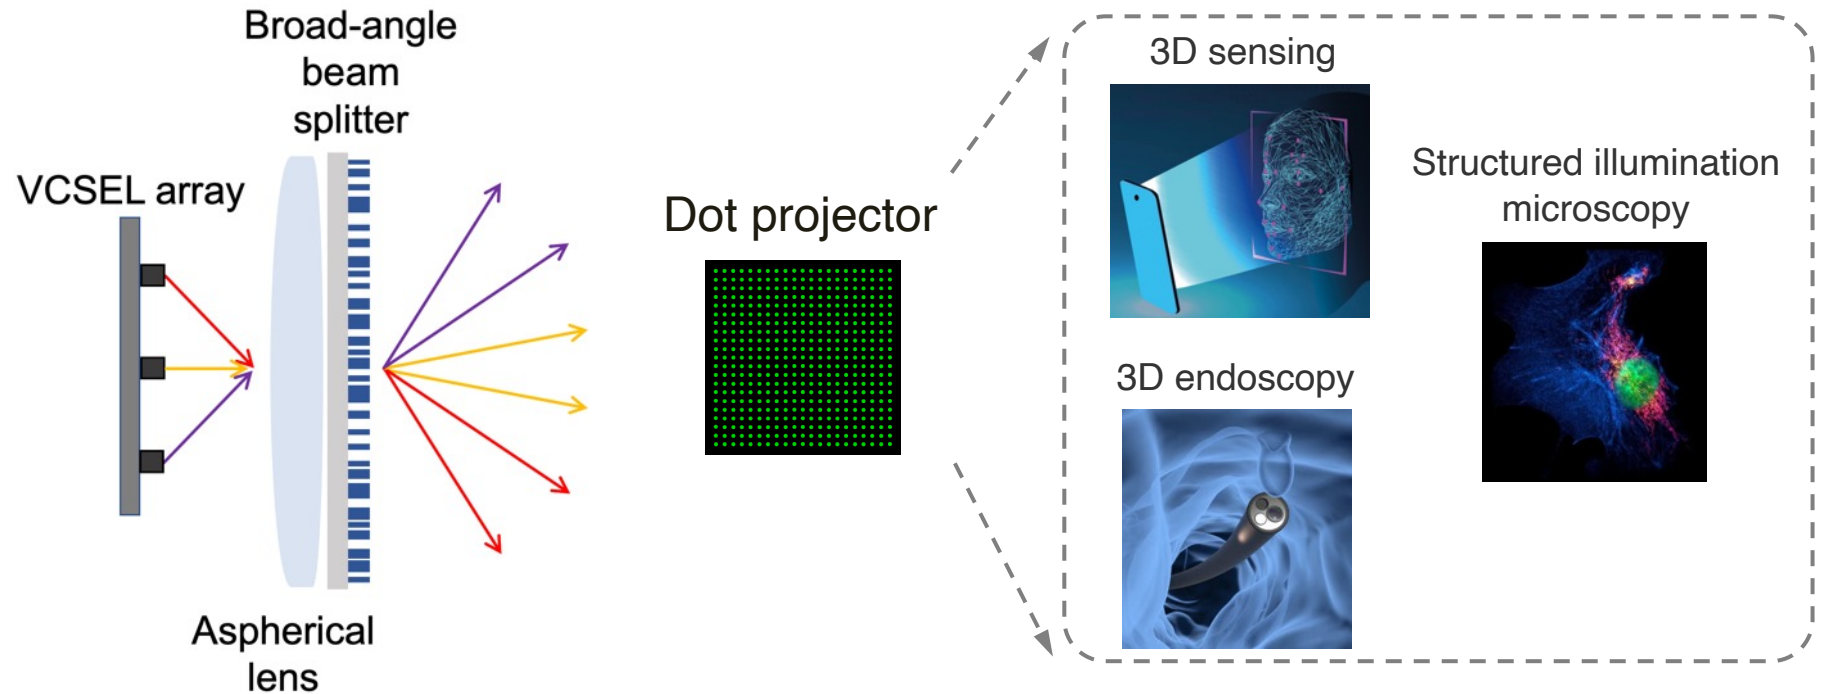 Broad-angle
beam
splitter
VCSEL array
Aspherical
lens
Dot projector
3D sensing
Structured illumination
microscopy
3D endoscopy